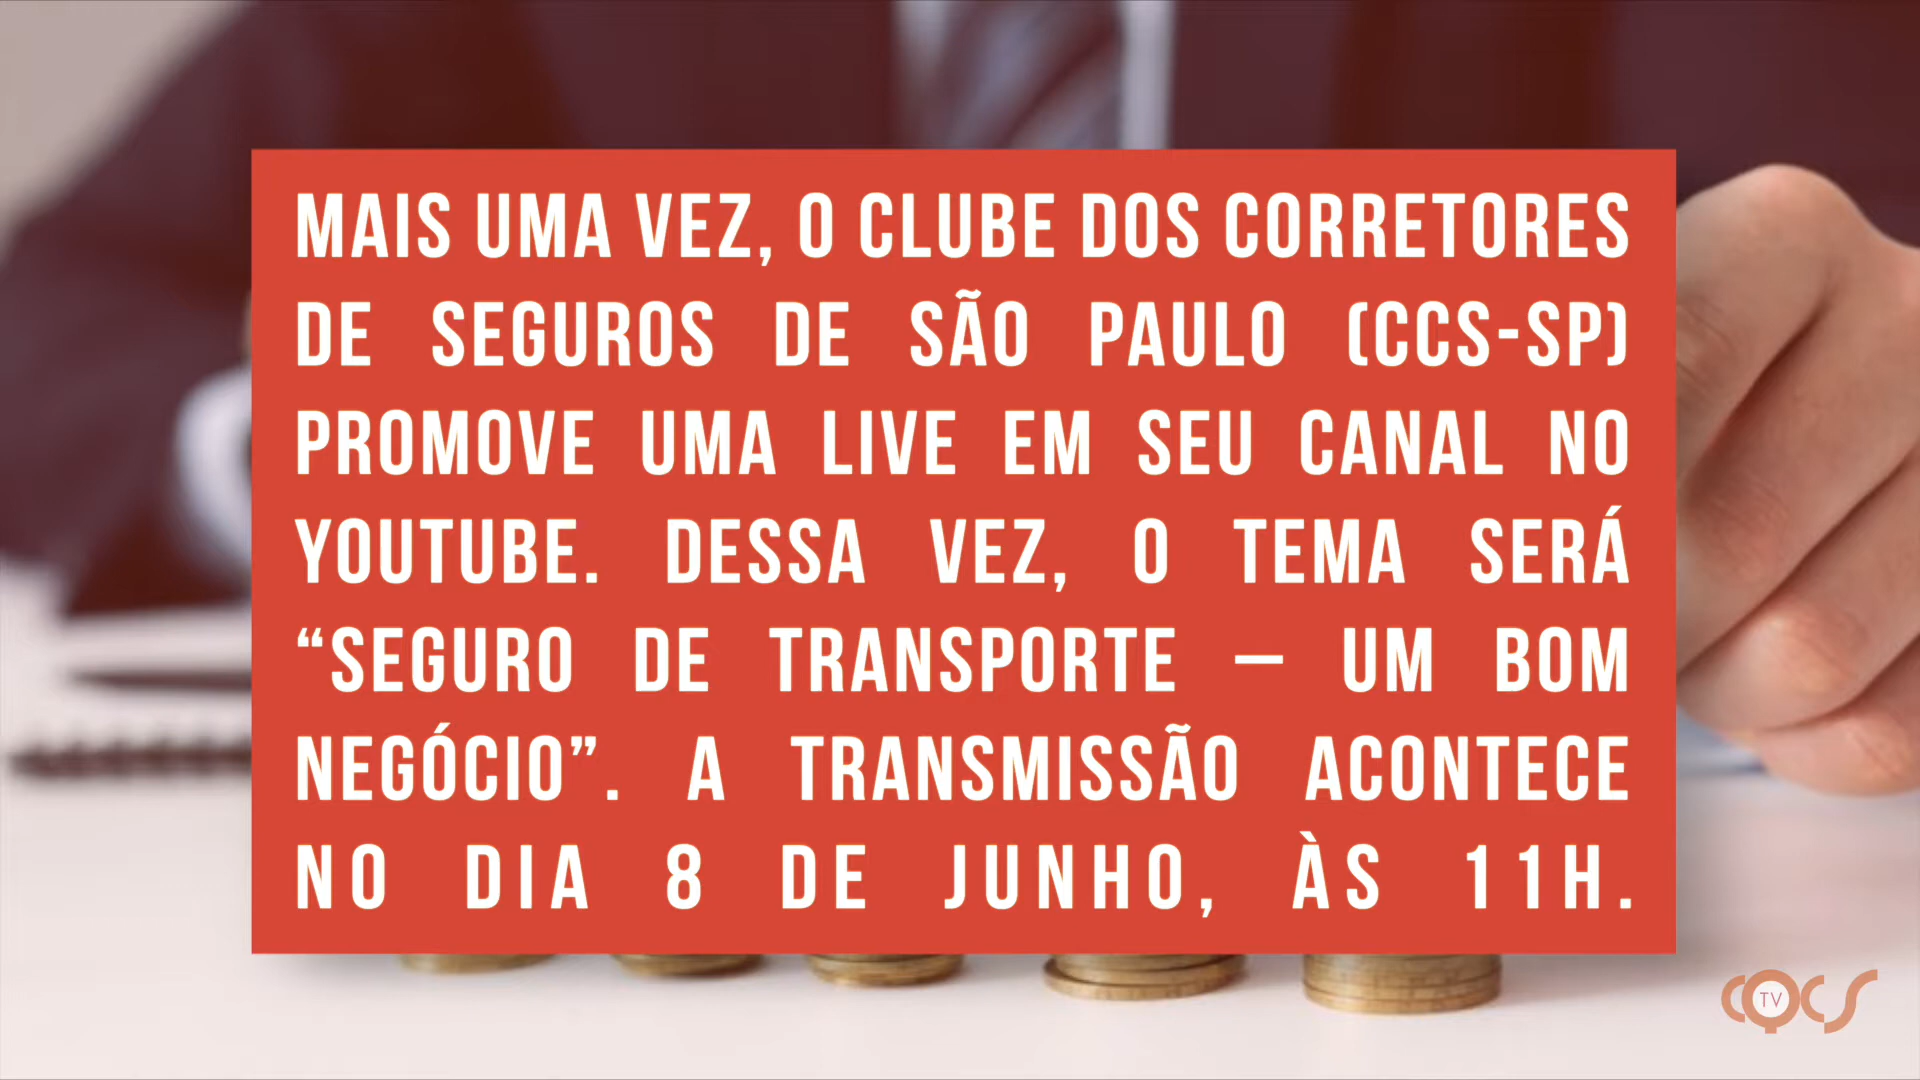 MAIS UMA VEZ, O CLUBE DOS CORRETORES
DE SEGUROS DE SÃO PAULO (CCS-SP)
PROMOVE UMA LIVE EM SEU CANAL NO
YOUTUBE. DESSA VEZ, O TEMA SERÁ
“SEGURO DE TRANSPORTE – UM BOM
NEGÓCIO”. A TRANSMISSÃO ACONTECE
NO DIA 8 DE JUNHO, ÀS 11H.
CQCS
TV